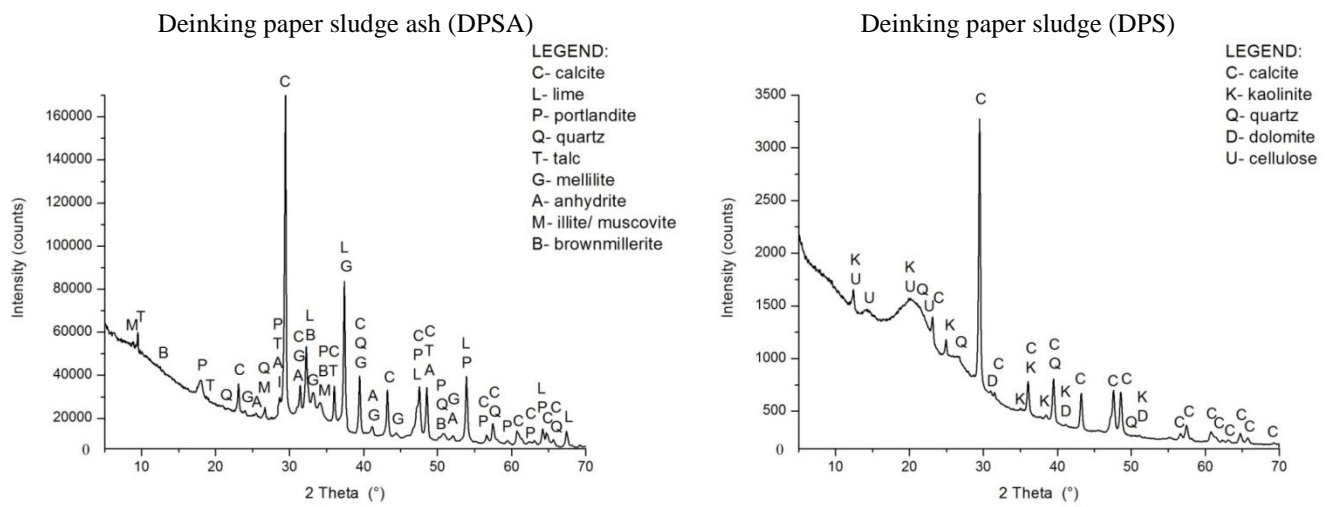 Deinking paper sludge ash (DPSA)
LEGEND:
C- calcite
L- lime
P- portlandite
Q- quartz
T- talc
G- mellilite
A- anhydrite
M- illite/ muscovite
B- brownmillerite
Intensity (counts)
160000
140000
120000
100000
80000
60000
40000
20000
0
M T
B
P
T
Q
C
G
A
Q
M
P
T
A
I
C
C
G
A
L
B
G
P
B
M
C
T
L
G
C
Q
G
A
G
C
G
C
P
L
C
T
A
P
Q
B
G
A
L
P
C
P
C
Q
P
C
C
P
L
P
C
C
Q
L
10 20 30 40 50 60 70
2 Theta (°)
Deinking paper sludge (DPS)
LEGEND:
C- calcite
K- kaolinite
Q- quartz
D- dolomite
U- cellulose
Intensity (counts)
3500
3000
2500
2000
1500
1000
500
0
K
U
U
K
U
Q
U
C
K
Q
C
C
D
K
C
K
K
C
Q
K
D
C
C
C
Q
K
D
C
C
C
C
C
C
C
C
10 20 30 40 50 60 70
2 Theta (°)